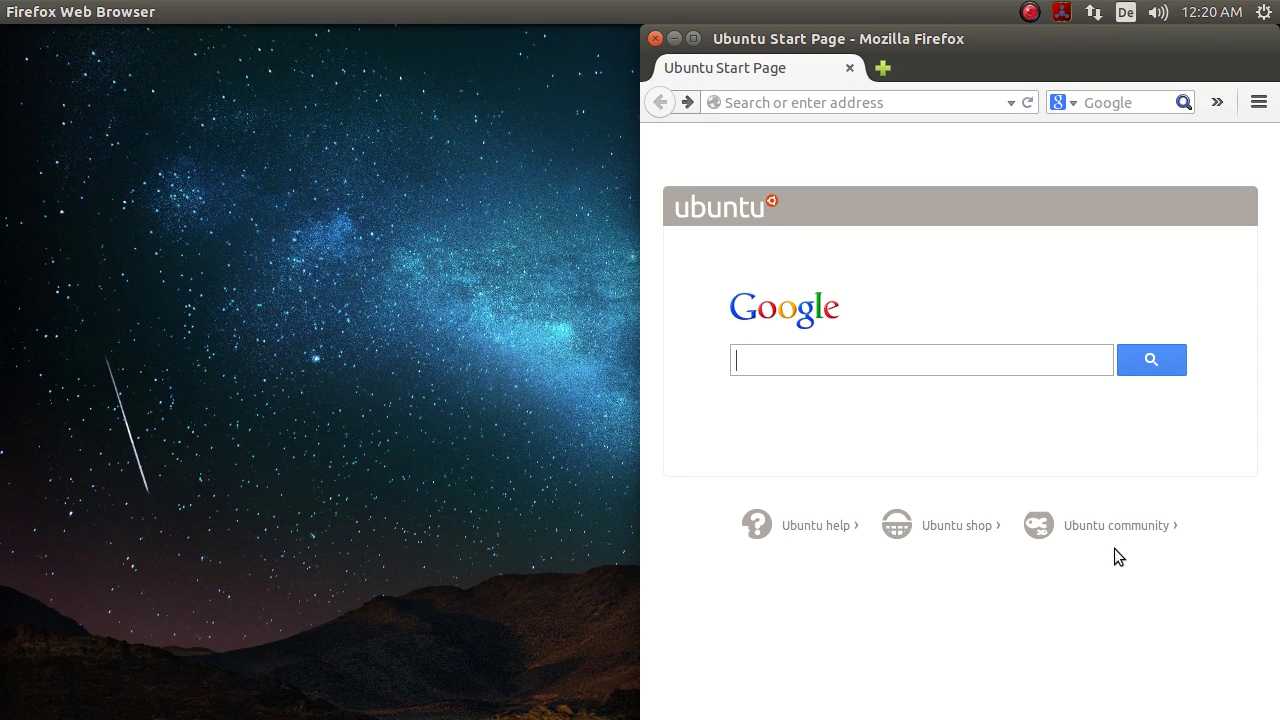 Firefox Web Browser
De
12:20 AM
Ubuntu Start Page - Mozilla Firefox
Ubuntu Start Page
Search or enter address
8
Google
»
ubuntu
Google
Ubuntu help ›
Ubuntu shop ›
Ubuntu community ›